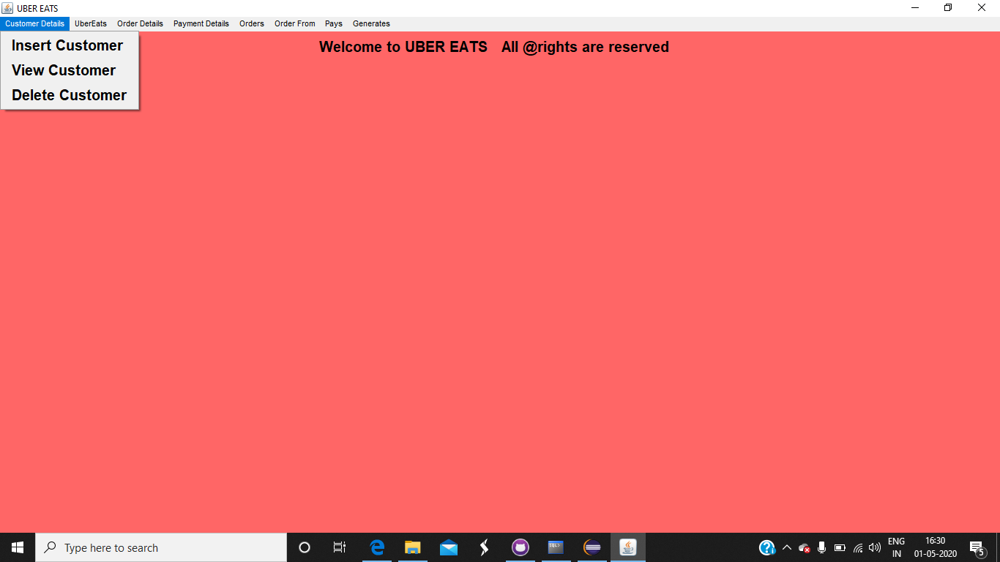 UBER EATS
Customer Details UberEats Order Details Payment Details Orders Order From Pays Generates
Insert Customer
View Customer
Delete Customer
Welcome to UBER EATS All @rights are reserved
Type here to search
SQL>
ENG
IN
16:30
01-05-2020
5